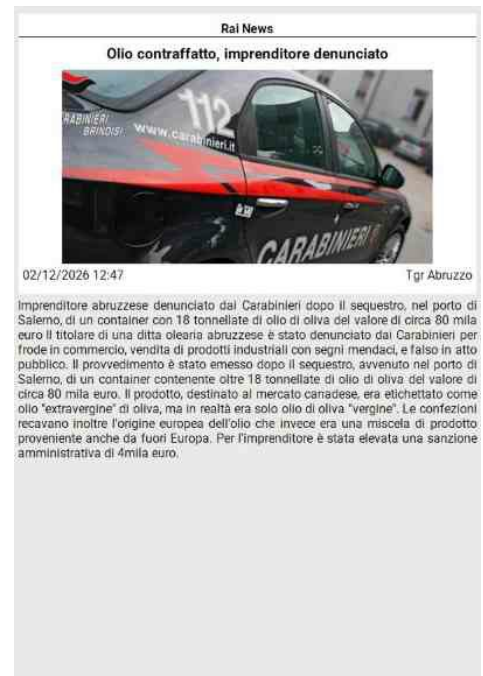 Rai News
Olio contraffatto, imprenditore denunciato
CARABINIERI
BRINDISI
112
www.carabinieri.it
CARABINIERI
02/12/2026 12:47
Tgr Abruzzo
Imprenditore abruzzese denunciato dai Carabinieri dopo il sequestro, nel porto di
Salerno, di un container con 18 tonnellate di olio di oliva del valore di circa 80 mila
euro Il titolare di una ditta olearia abruzzese è stato denunciato dai Carabinieri per
frode in commercio, vendita di prodotti industriali con segni mendaci, e falso in atto
pubblico. Il provvedimento è stato emesso dopo il sequestro, avvenuto nel porto di
Salerno, di un container contenente oltre 18 tonnellate di olio di oliva del valore di
circa 80 mila euro. Il prodotto, destinato al mercato canadese, era etichettato come
olio "extravergine" di oliva, ma in realtà era solo olio di oliva "vergine". Le confezioni
recavano inoltre l'origine europea dell'olio che invece era una miscela di prodotto
proveniente anche da fuori Europa. Per l'imprenditore è stata elevata una sanzione
amministrativa di 4mila euro.